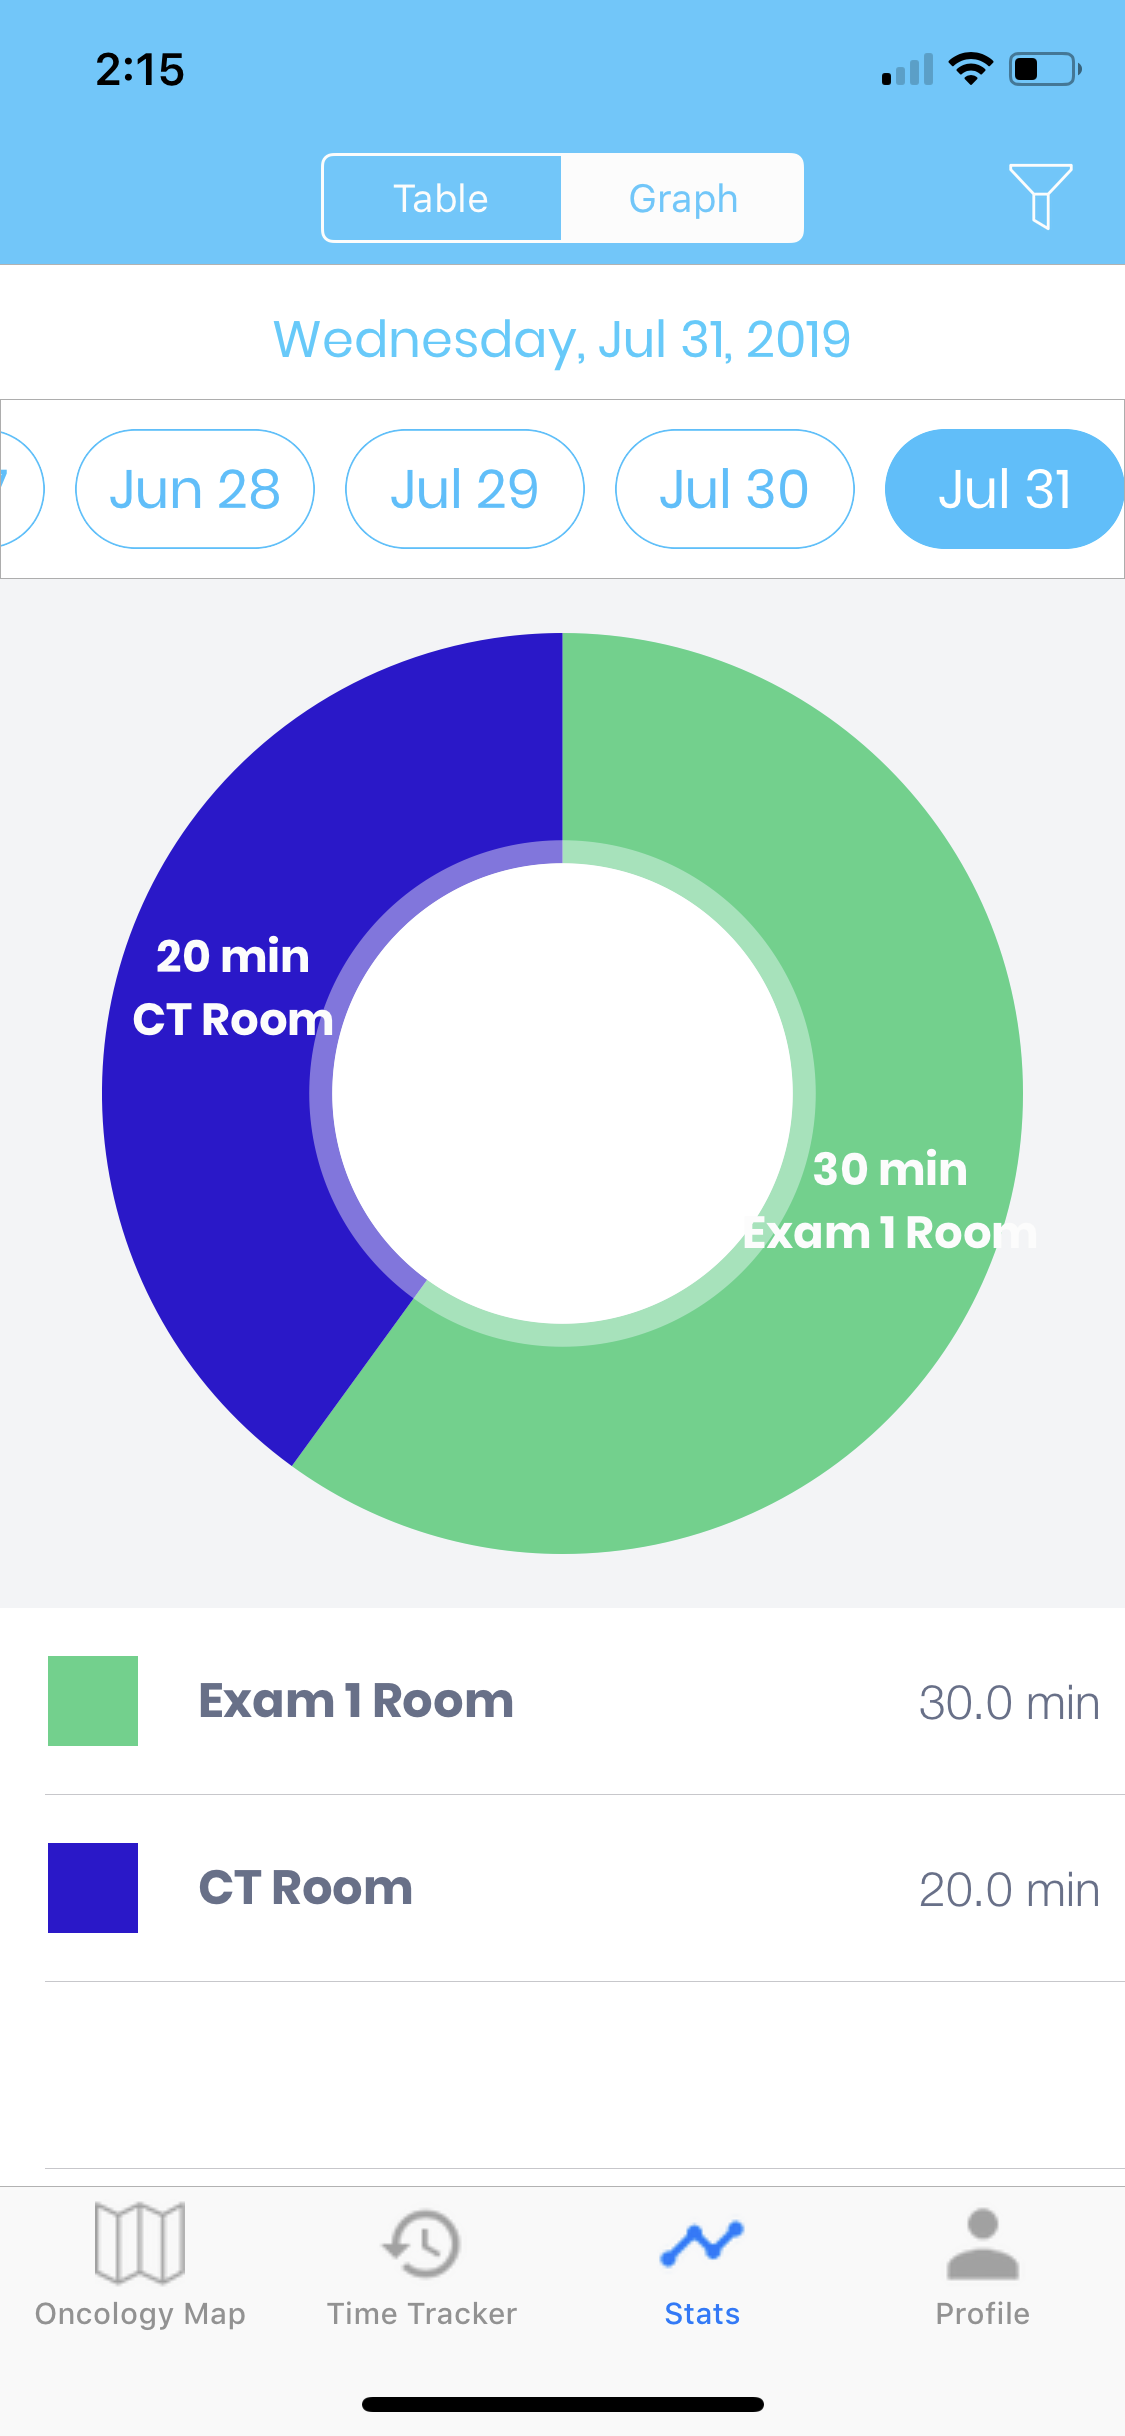 2:15
Table
Graph
Wednesday, Jul 31, 2019
Jun 28
Jul 29
Jul 30
Jul 31
20 min
CT Room
30 min
Exam 1 Room
Exam 1 Room
30.0 min
CT Room
20.0 min
Oncology Map
Time Tracker
Stats
Profile